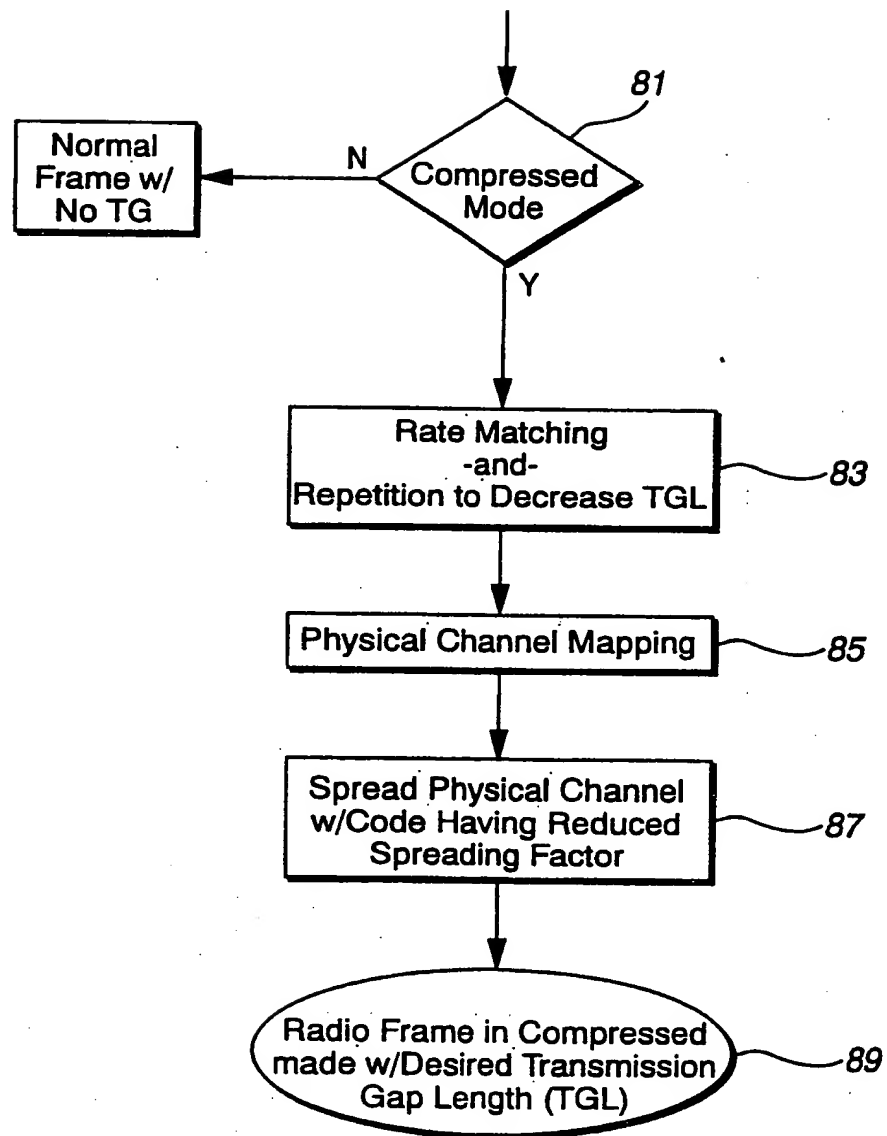 81
Normal
Frame w/
No TG
N
Compressed
Mode
Y
Rate Matching
-and-
Repetition to Decrease TGL
83
Physical Channel Mapping
85
Spread Physical Channel
w/Code Having Reduced
Spreading Factor
87
Radio Frame in Compressed
made w/Desired Transmission
Gap Length (TGL)
89